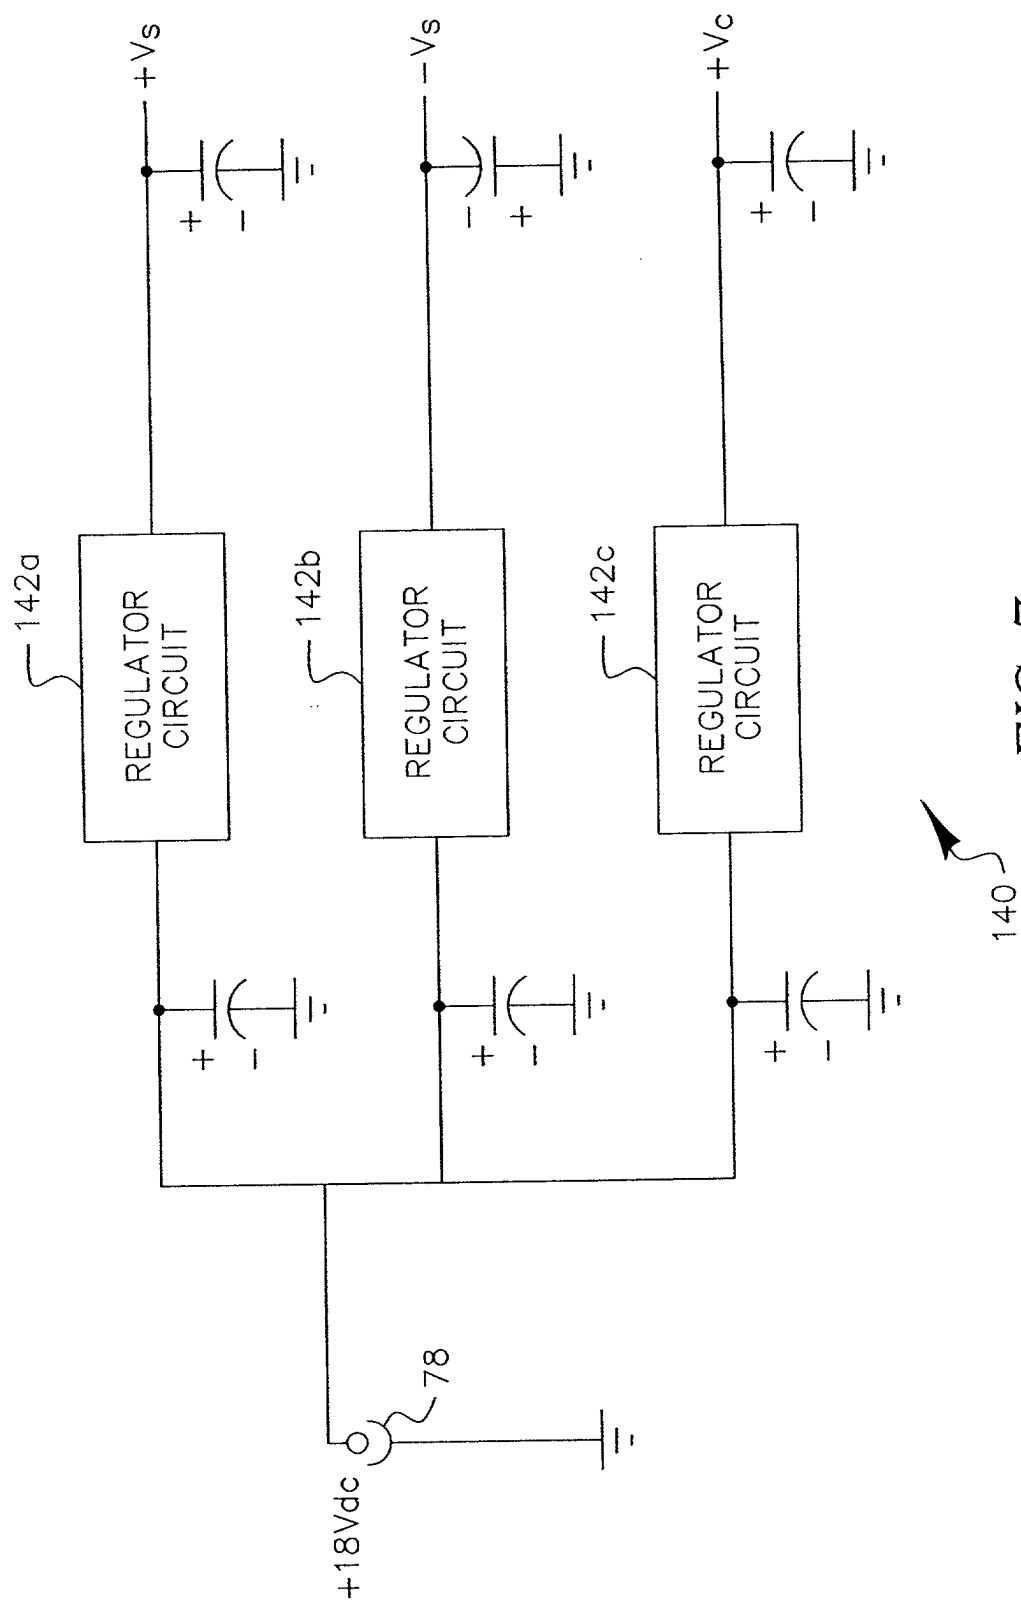 +Vs
−Vs
+Vc
142a
REGULATOR
CIRCUIT
142b
REGULATOR
CIRCUIT
142c
REGULATOR
CIRCUIT
+
−
−
+
+
−
+
−
+
−
+
−
+18Vdc
78
140